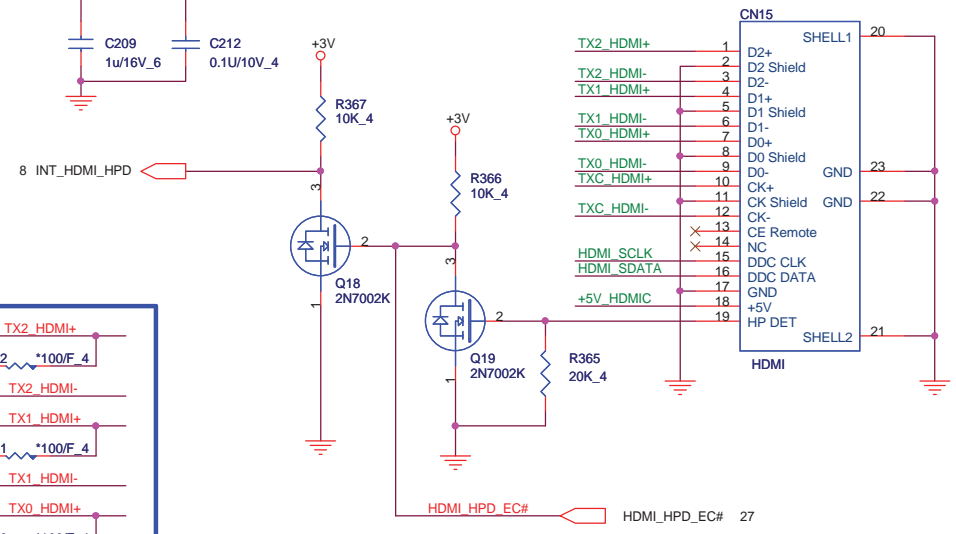 C209
1u/16V_6
C212
0.1U/10V_4
+3V
R367
10K_4
8 INT_HDMI_HPD
3
2
1
Q18
2N7002K
+3V
R366
10K_4
3
2
1
Q19
2N7002K
R365
20K_4
HDMI_HPD_EC#
HDMI_HPD_EC# 27
CN15
TX2_HDMI+ 1 D2+
2 D2 Shield
TX2_HDMI- 3 D2-
TX1_HDMI+ 4 D1+
5 D1 Shield
TX1_HDMI- 6 D1-
TX0_HDMI+ 7 D0+
8 D0 Shield
TX0_HDMI- 9 D0-
TXC_HDMI+ 10 CK+
11 CK Shield
TXC_HDMI- 12 CK-
13 CE Remote
14 NC
HDMI_SCLK 15 DDC CLK
HDMI_SDATA 16 DDC DATA
17 GND
+5V_HDMIC 18 +5V
19 HP DET
SHELL1 20
GND 23
GND 22
SHELL2 21
HDMI
TX2_HDMI+
2 *100/F_4
TX2_HDMI-
TX1_HDMI+
1 *100/F_4
TX1_HDMI-
TX0_HDMI+